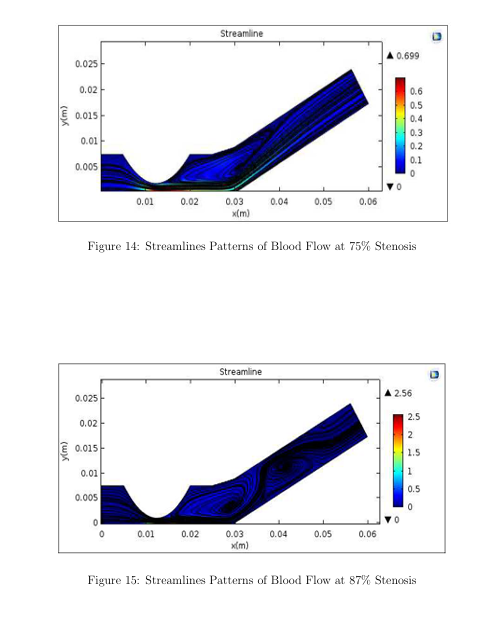 Streamline
▲ 0.699
0.025
0.02
0.015
0.01
0.005
y(m)
0.6
0.5
0.4
0.3
0.2
0.1
0
▼ 0
0.01 0.02 0.03 0.04 0.05 0.06
x(m)
Figure 14: Streamlines Patterns of Blood Flow at 75% Stenosis
Streamline
▲ 2.56
0.025
0.02
0.015
0.01
0.005
0
y(m)
2.5
2
1.5
1
0.5
0
▼ 0
0 0.01 0.02 0.03 0.04 0.05 0.06
x(m)
Figure 15: Streamlines Patterns of Blood Flow at 87% Stenosis